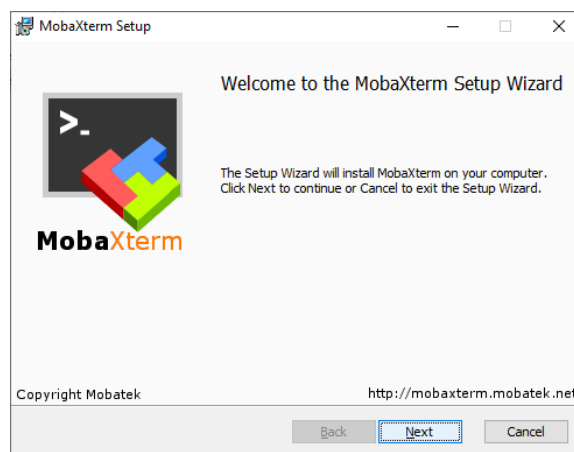 MobaXterm Setup
Welcome to the MobaXterm Setup Wizard
>_
The Setup Wizard will install MobaXterm on your computer.
Click Next to continue or Cancel to exit the Setup Wizard.
MobaXterm
Copyright Mobatek
http://mobaxterm.mobatek.net
Back
Next
Cancel